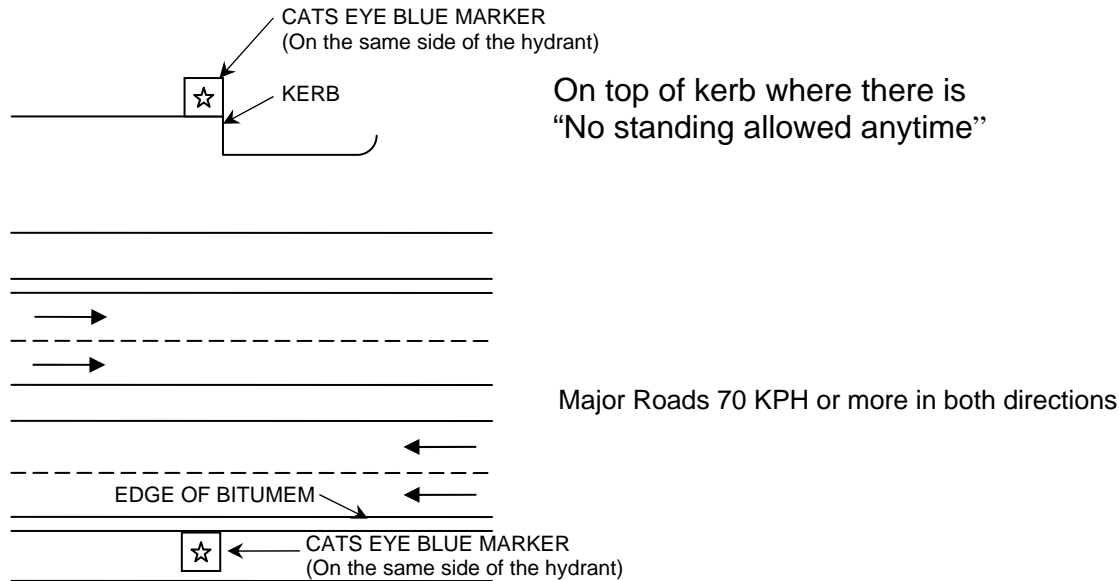 CATS EYE BLUE MARKER
(On the same side of the hydrant)
KERB
On top of kerb where there is
“No standing allowed anytime”
Major Roads 70 KPH or more in both directions
EDGE OF BITUMEM
CATS EYE BLUE MARKER
(On the same side of the hydrant)